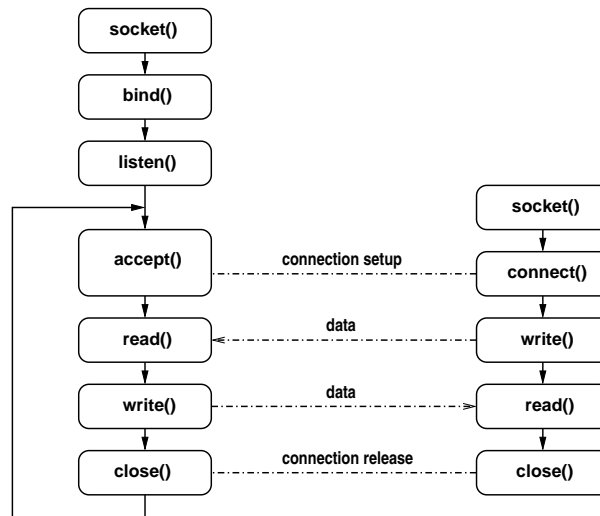 socket()
bind()
listen()
socket()
accept()
connection setup
connect()
read()
data
write()
write()
data
read()
close()
connection release
close()